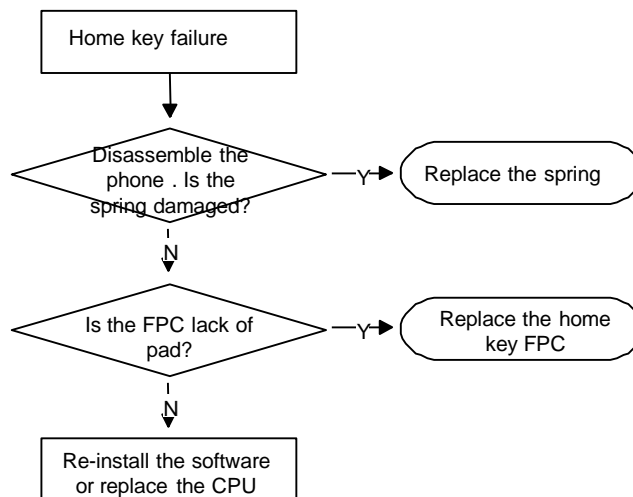 Home key failure
Disassemble the
phone . Is the
spring damaged?
Y
Replace the spring
N
Is the FPC lack of
pad?
Y
Replace the home
key FPC
N
Re-install the software
or replace the CPU